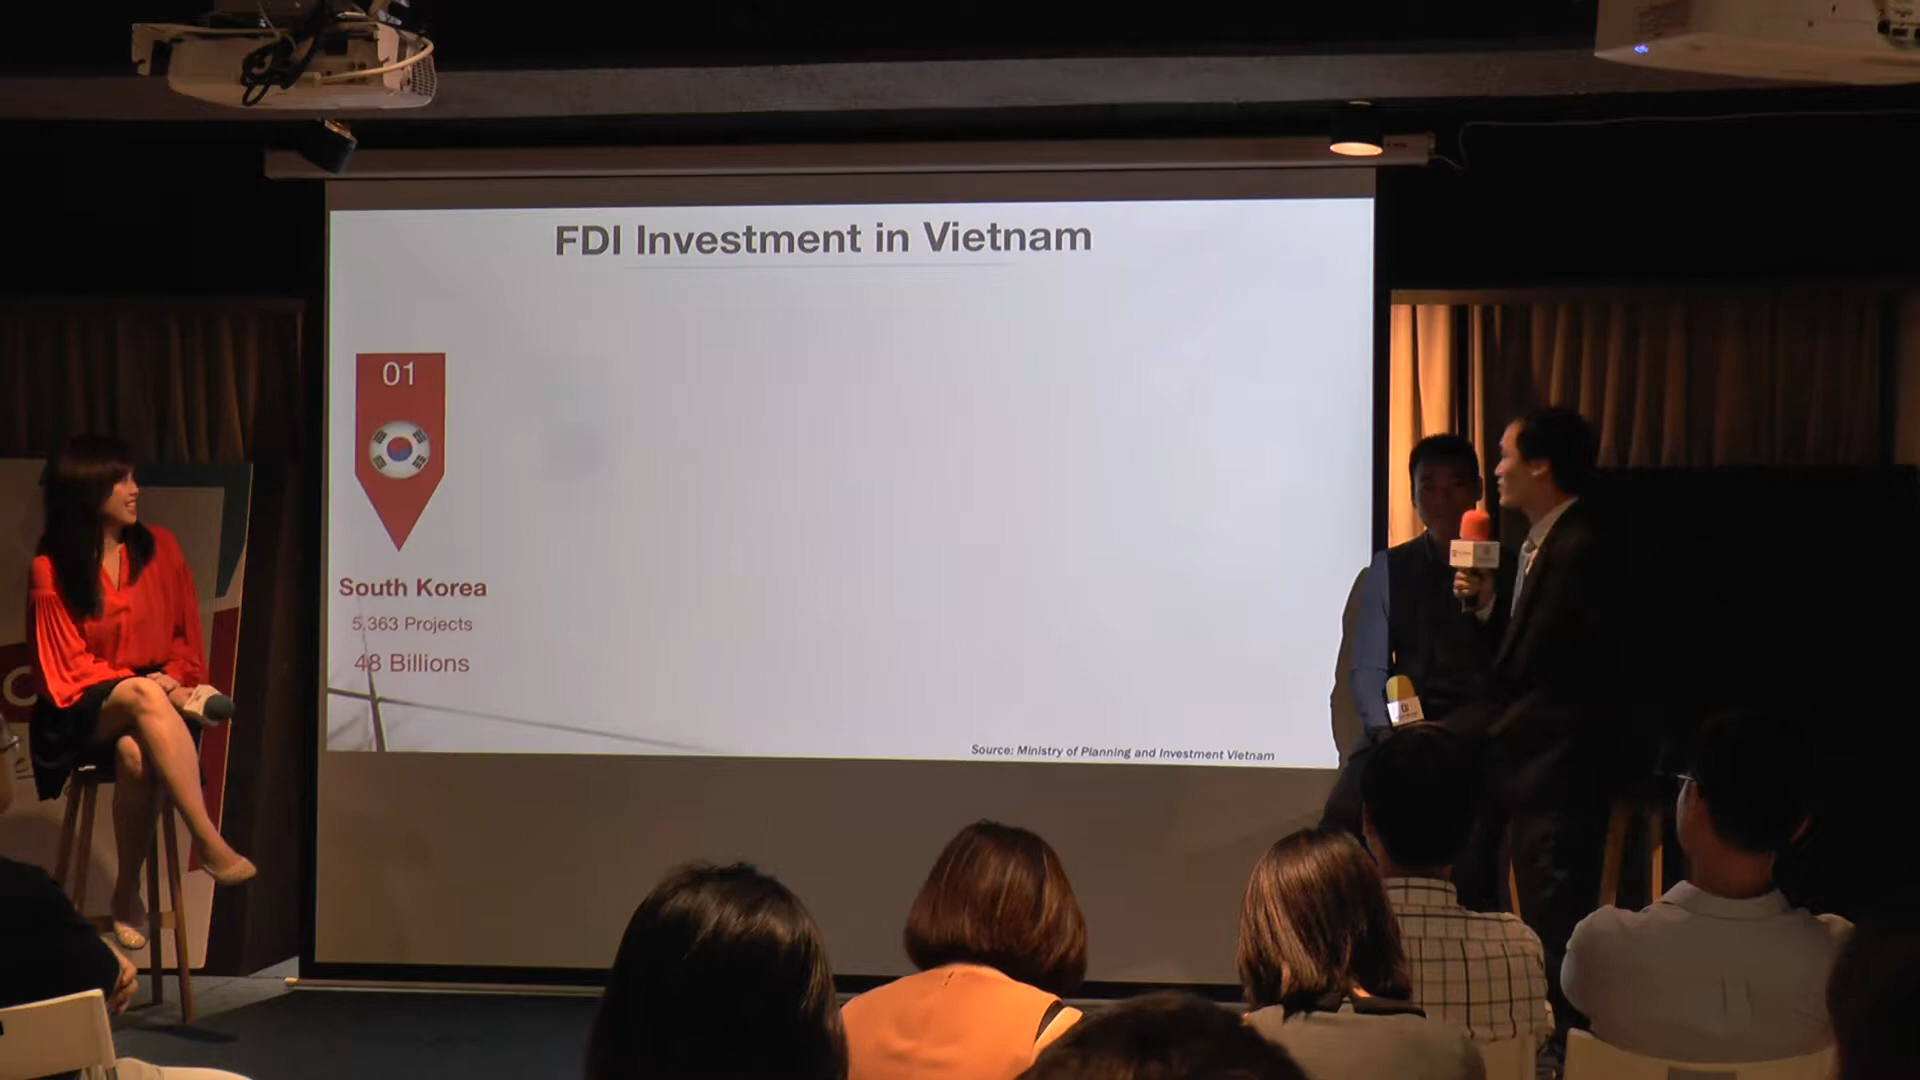 FDI Investment in Vietnam
01
South Korea
5,363 Projects
48 Billions
Source: Ministry of Planning and Investment Vietnam